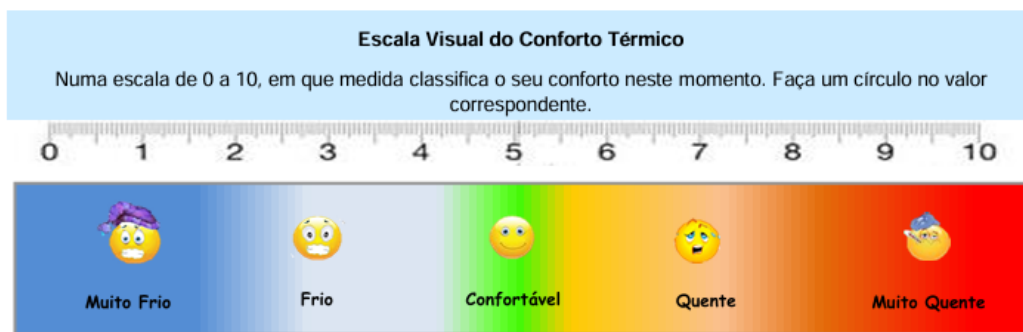 Escala Visual do Conforto Térmico
Numa escala de 0 a 10, em que medida classifica o seu conforto neste momento. Faça um círculo no valor
correspondente.
0 1 2 3 4 5 6 7 8 9 10
Muito Frio Frio Confortável Quente Muito Quente